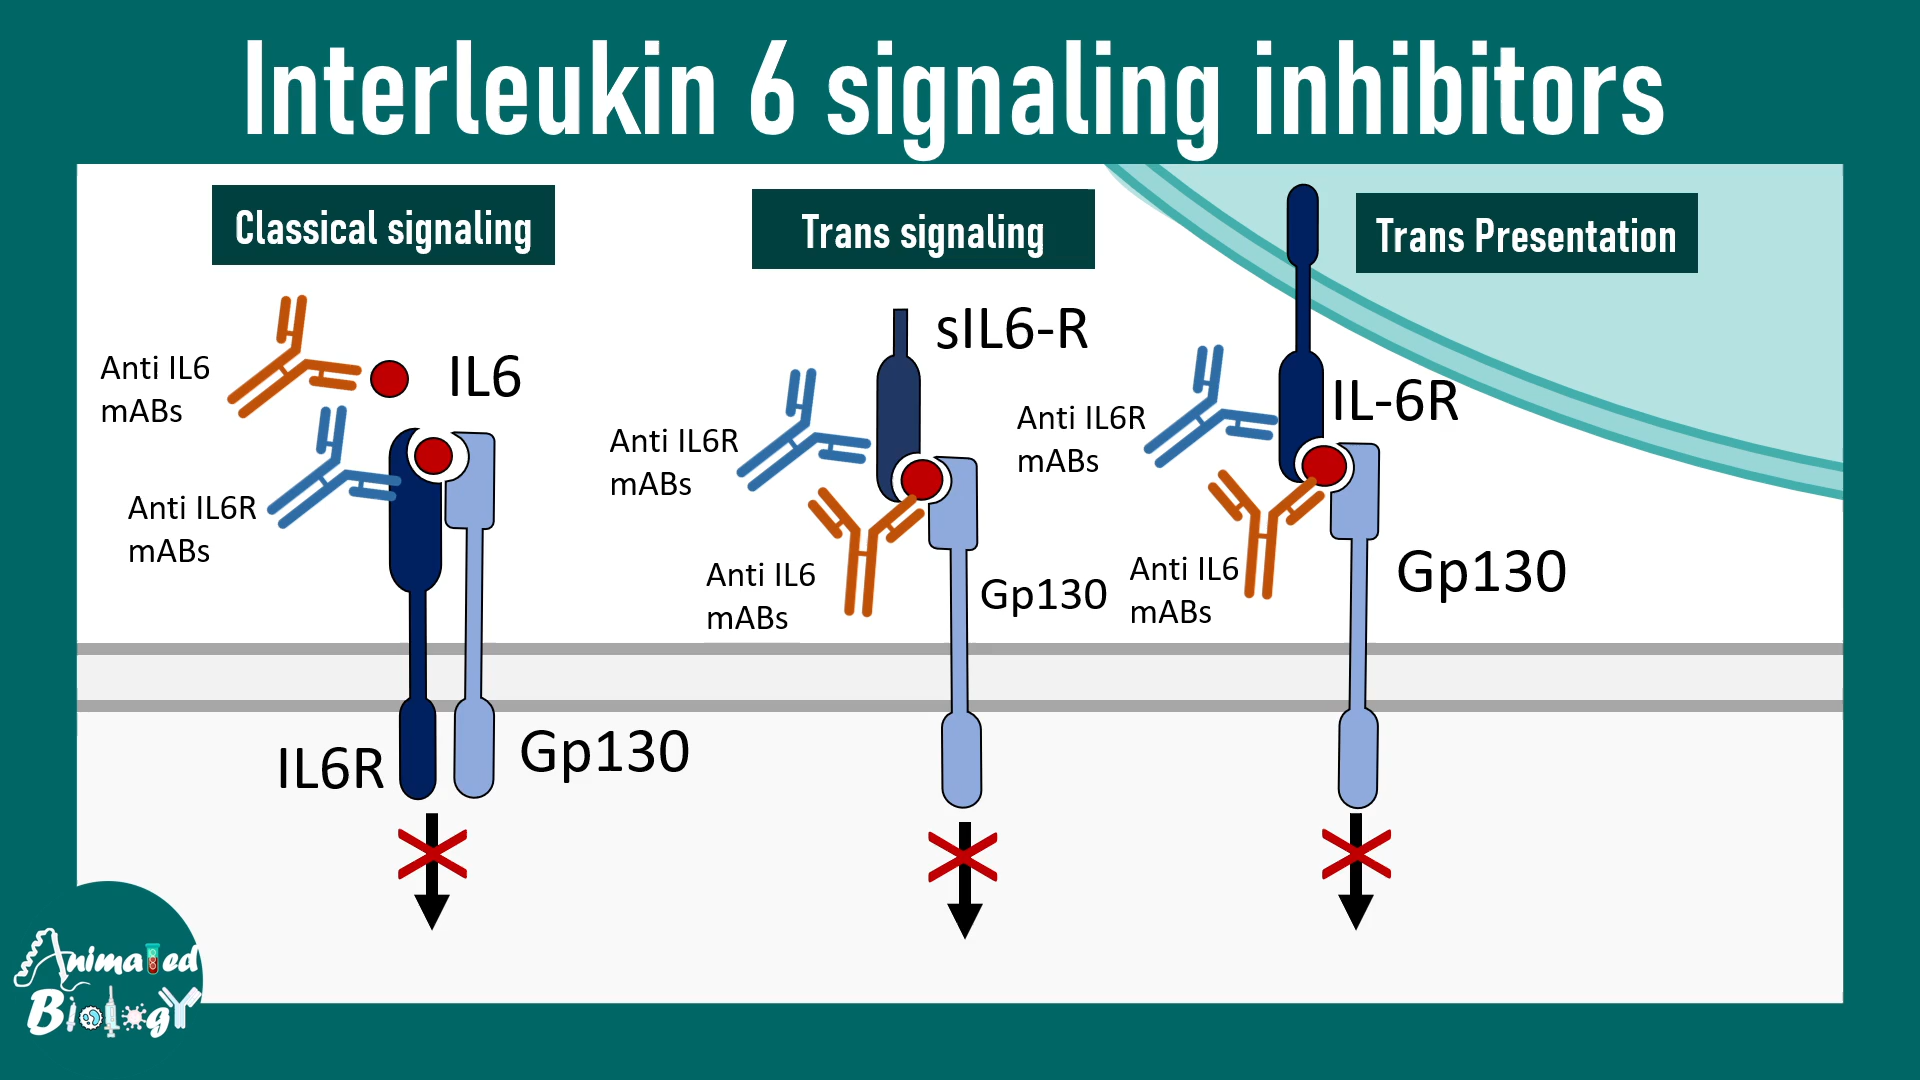 Interleukin 6 signaling inhibitors
Classical signaling
Anti IL6
mABs
IL6
Anti IL6R
mABs
IL6R
Gp130
Trans signaling
sIL6-R
Anti IL6R
mABs
Anti IL6
mABs
Gp130
Trans Presentation
IL-6R
Anti IL6R
mABs
Anti IL6
mABs
Gp130
Animated
Biology